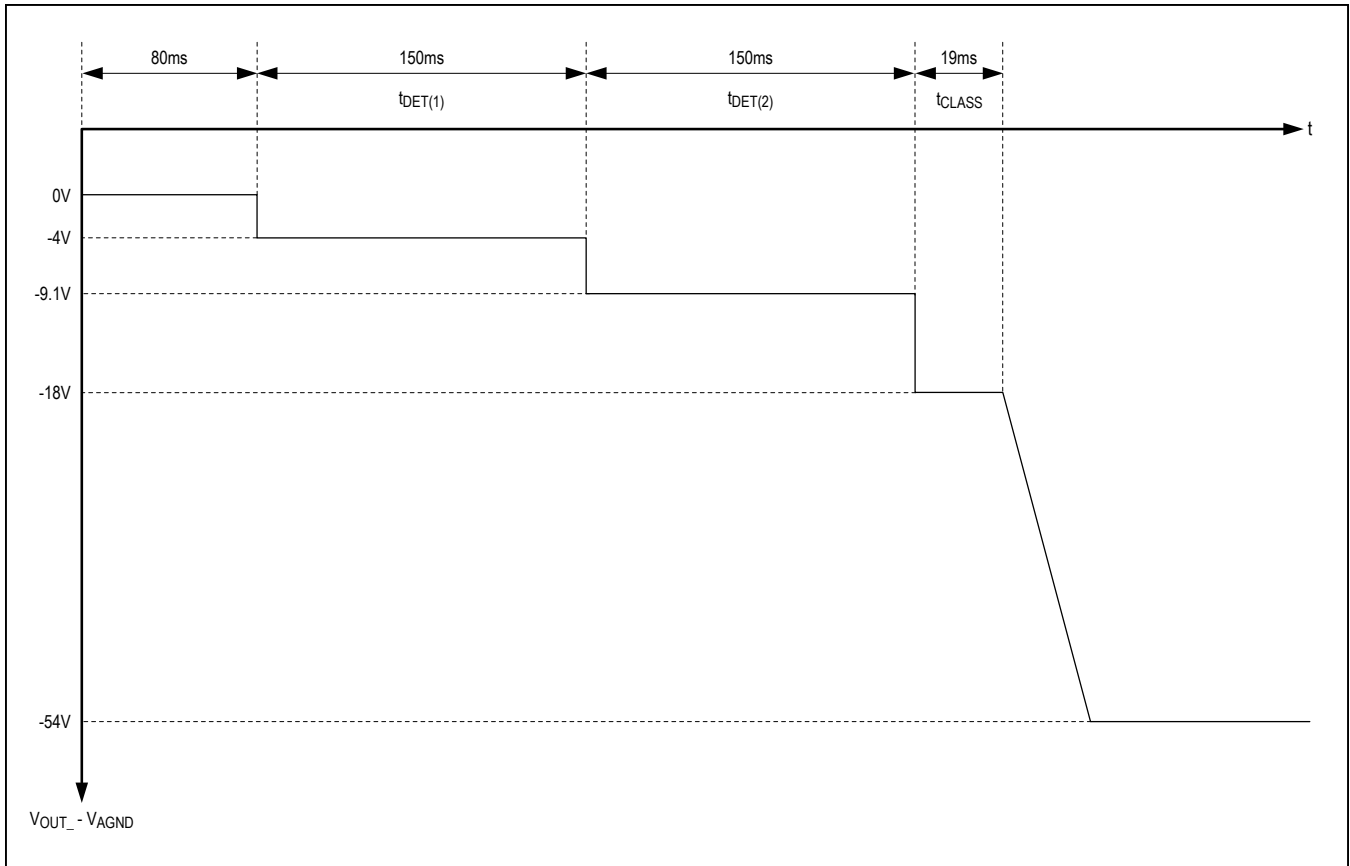 80ms 150ms 150ms 19ms
tDET(1) tDET(2) tCLASS
t
0V
-4V
-9.1V
-18V
-54V
VOUT_ - VAGND